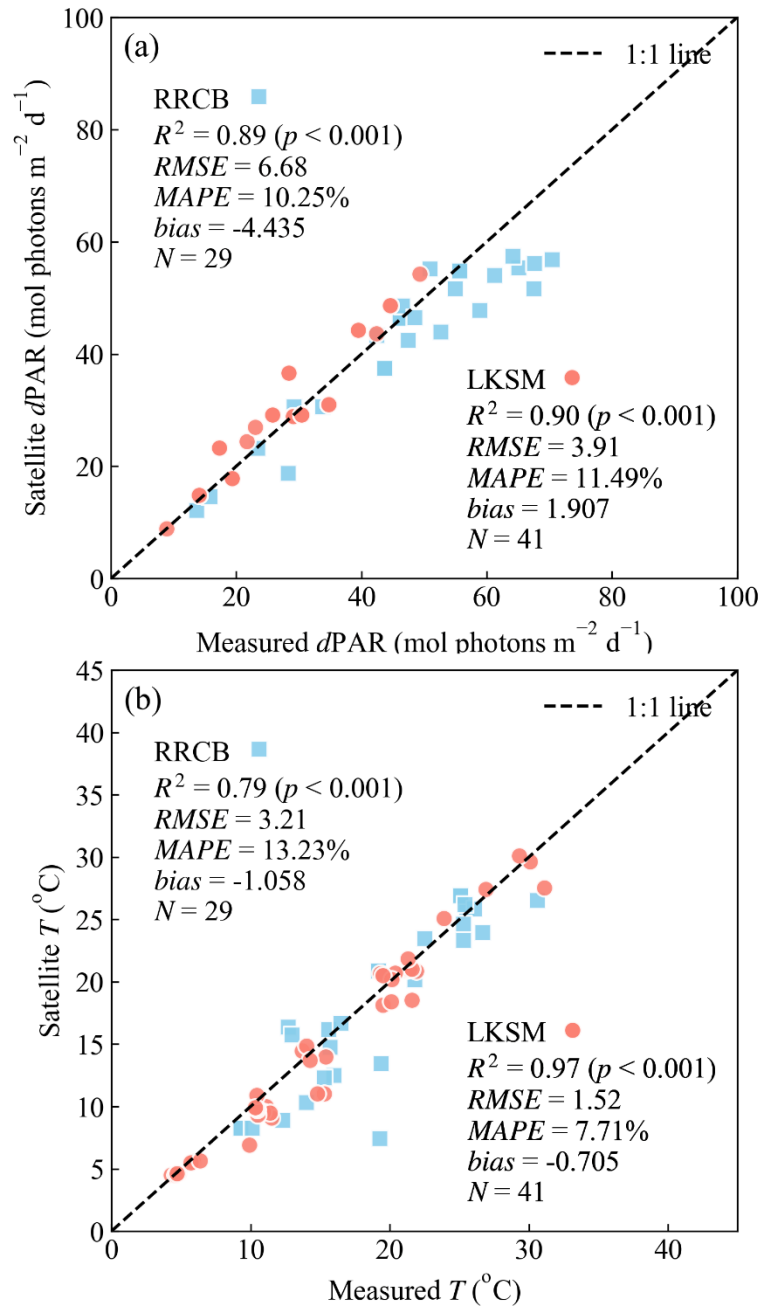 (a)
1:1 line
RRCB
R² = 0.89 (p < 0.001)
RMSE = 6.68
MAPE = 10.25%
bias = -4.435
N = 29
LKSM
R² = 0.90 (p < 0.001)
RMSE = 3.91
MAPE = 11.49%
bias = 1.907
N = 41
100
80
60
40
20
0
Satellite dPAR (mol photons m⁻² d⁻¹)
0 20 40 60 80 100
Measured dPAR (mol photons m⁻² d⁻¹)
(b)
1:1 line
RRCB
R² = 0.79 (p < 0.001)
RMSE = 3.21
MAPE = 13.23%
bias = -1.058
N = 29
LKSM
R² = 0.97 (p < 0.001)
RMSE = 1.52
MAPE = 7.71%
bias = -0.705
N = 41
45
40
35
30
25
20
15
10
5
0
Satellite T (°C)
0 10 20 30 40
Measured T (°C)